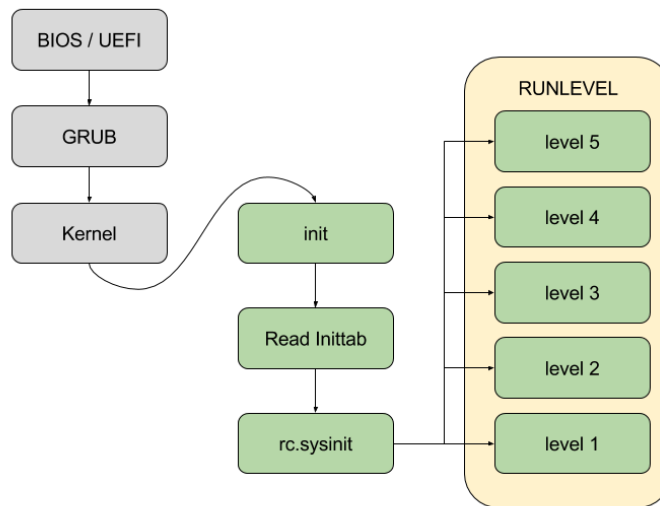 BIOS / UEFI
GRUB
Kernel
init
Read Inittab
rc.sysinit
RUNLEVEL
level 5
level 4
level 3
level 2
level 1